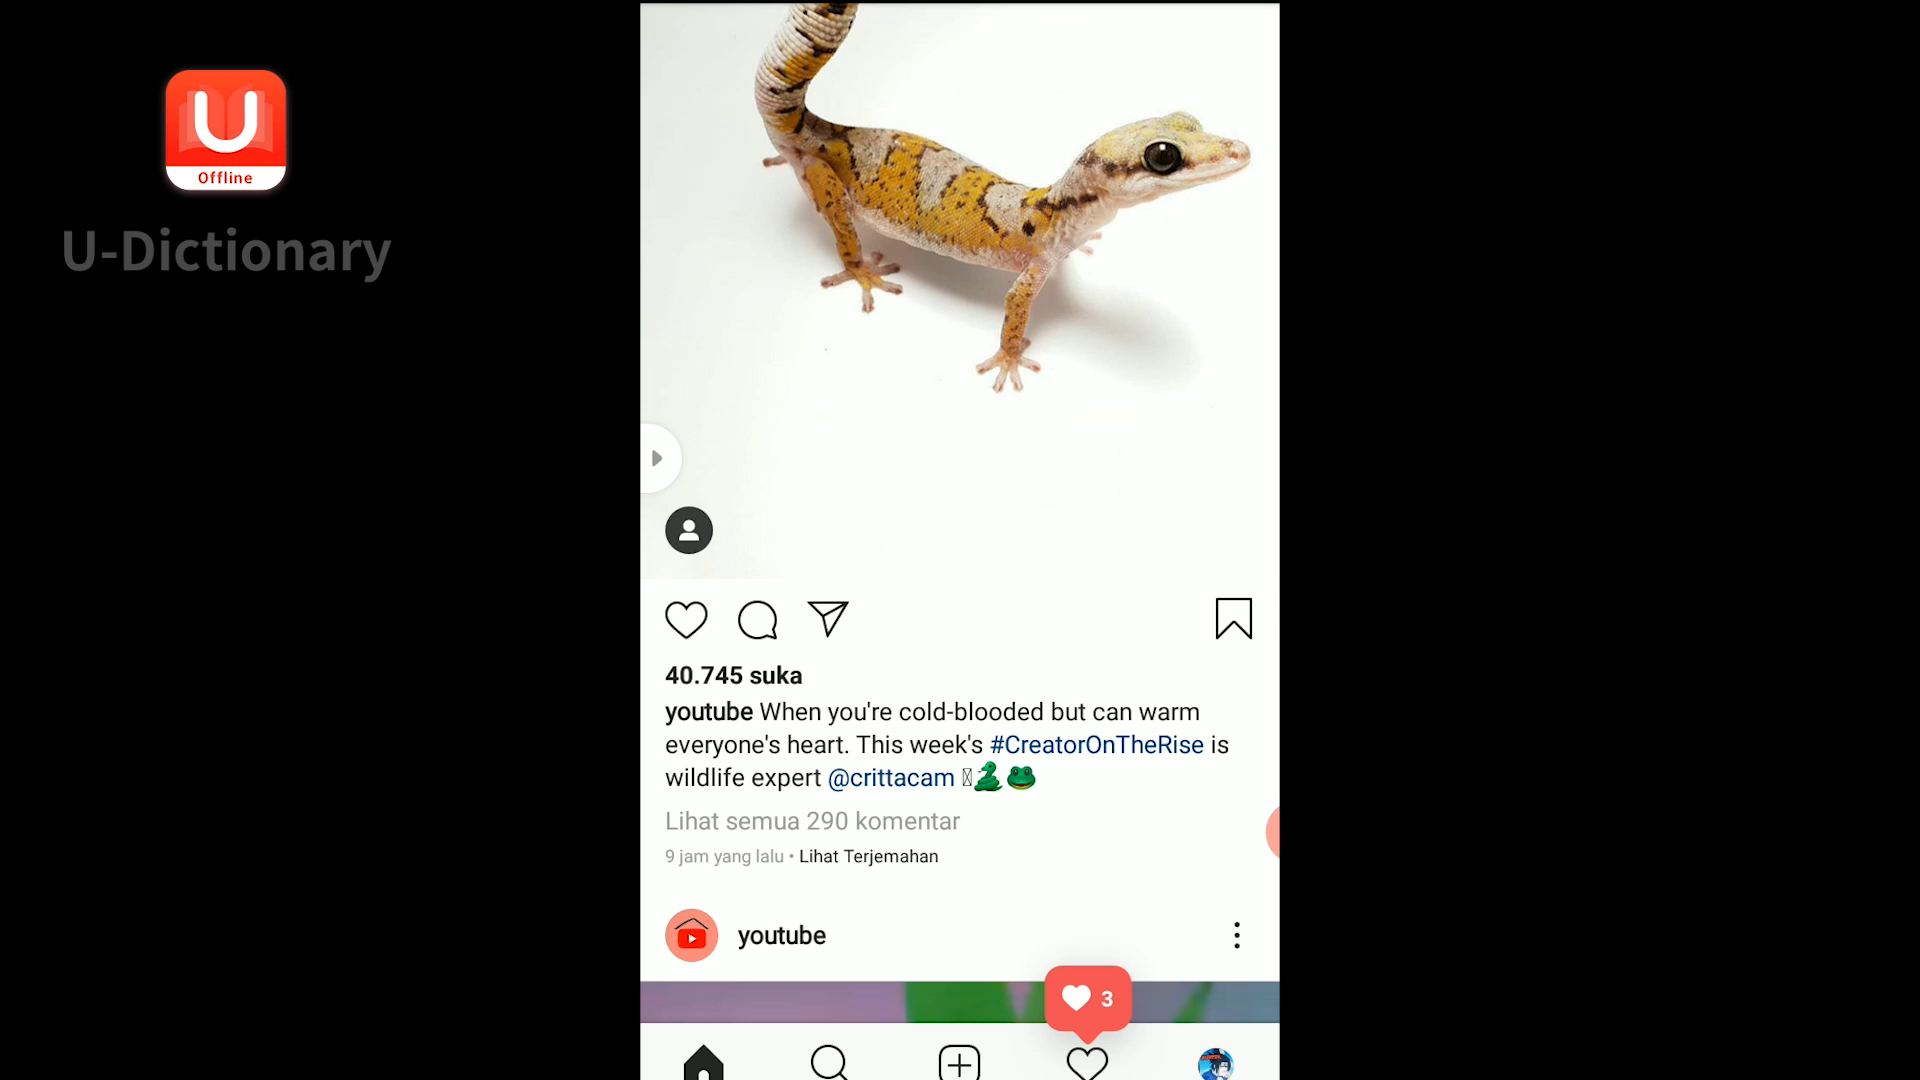 U
Offline
U-Dictionary
40.745 suka
youtube When you're cold-blooded but can warm
everyone's heart. This week's #CreatorOnTheRise is
wildlife expert @crittacam 🐍🐸
Lihat semua 290 komentar
9 jam yang lalu • Lihat Terjemahan
youtube
3